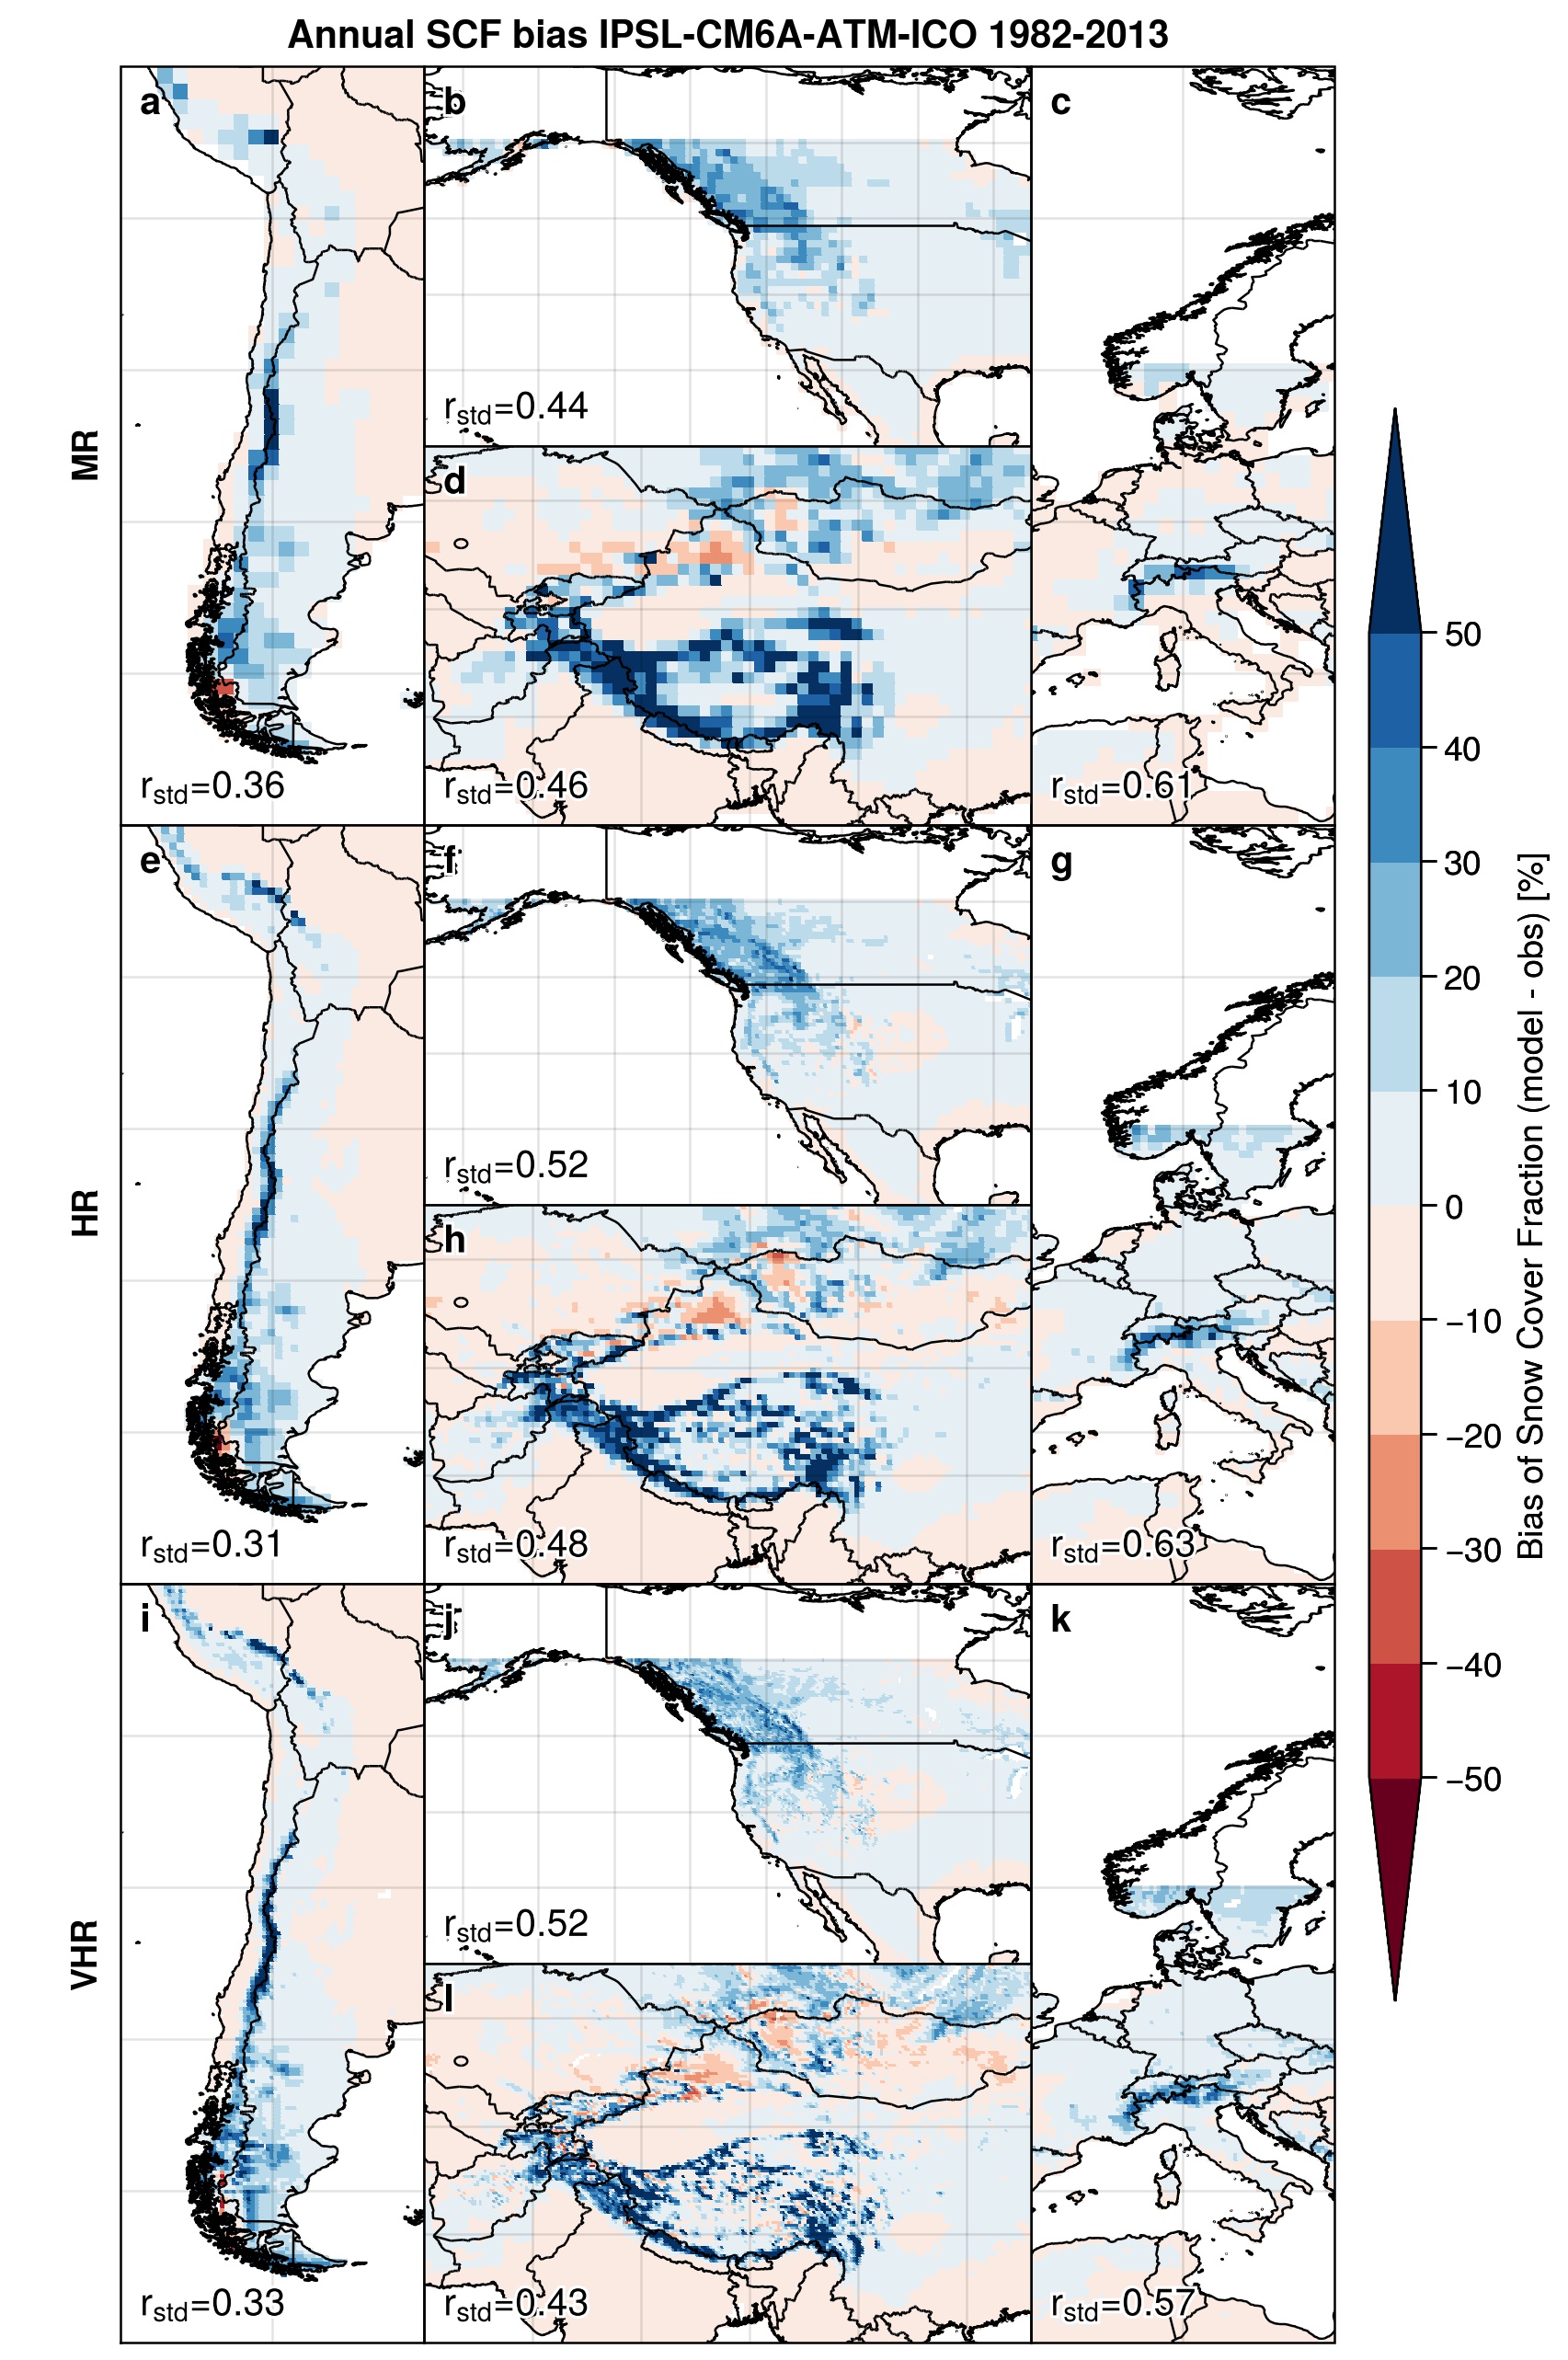 Annual SCF bias IPSL-CM6A-ATM-ICO 1982-2013
MR
a
r_std=0.36
b
r_std=0.44
c
d
r_std=0.46
r_std=0.61
HR
e
r_std=0.31
f
r_std=0.52
g
h
r_std=0.48
r_std=0.63
VHR
i
r_std=0.33
j
r_std=0.52
k
l
r_std=0.43
r_std=0.57
50
40
30
20
10
0
−10
−20
−30
−40
−50
Bias of Snow Cover Fraction (model - obs) [%]